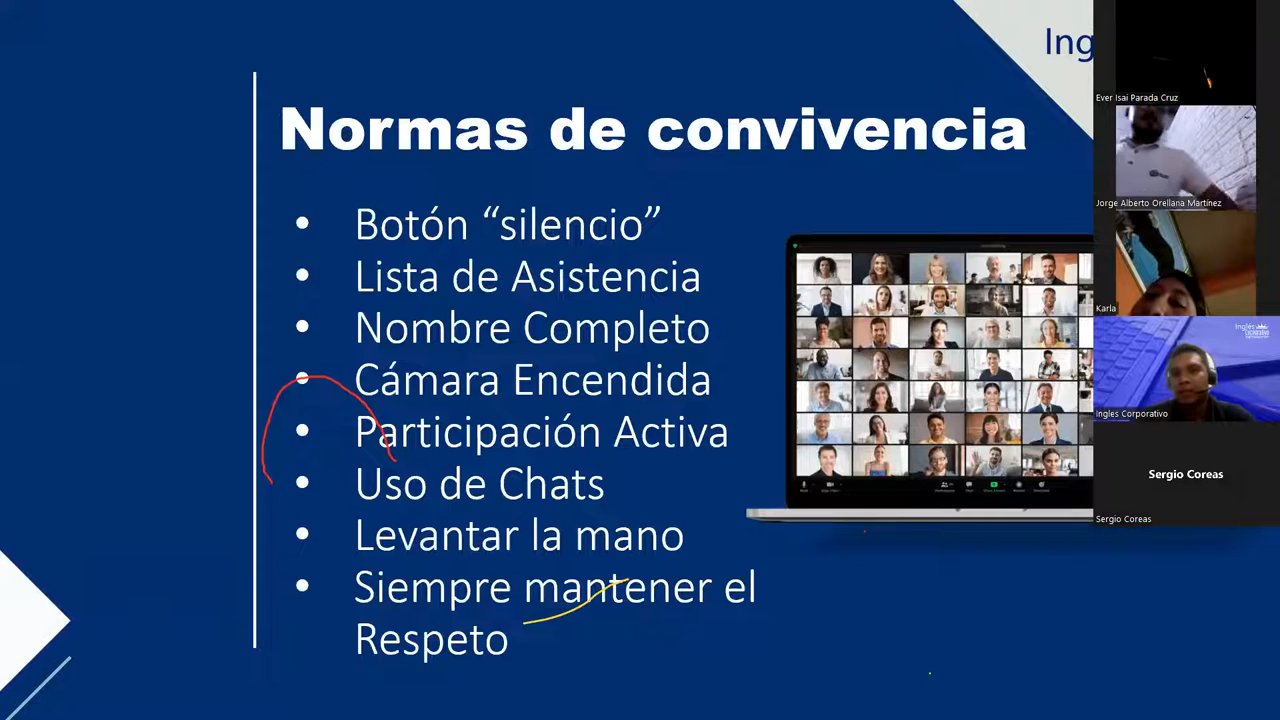 Ing
Normas de convivencia
• Botón “silencio”
• Lista de Asistencia
• Nombre Completo
• Cámara Encendida
• Participación Activa
• Uso de Chats
• Levantar la mano
• Siempre mantener el
Respeto
Ever Isai Parada Cruz
Jorge Alberto Orellana Martínez
Karla
Inglés
Ingles Corporativo
Sergio Coreas
Sergio Coreas